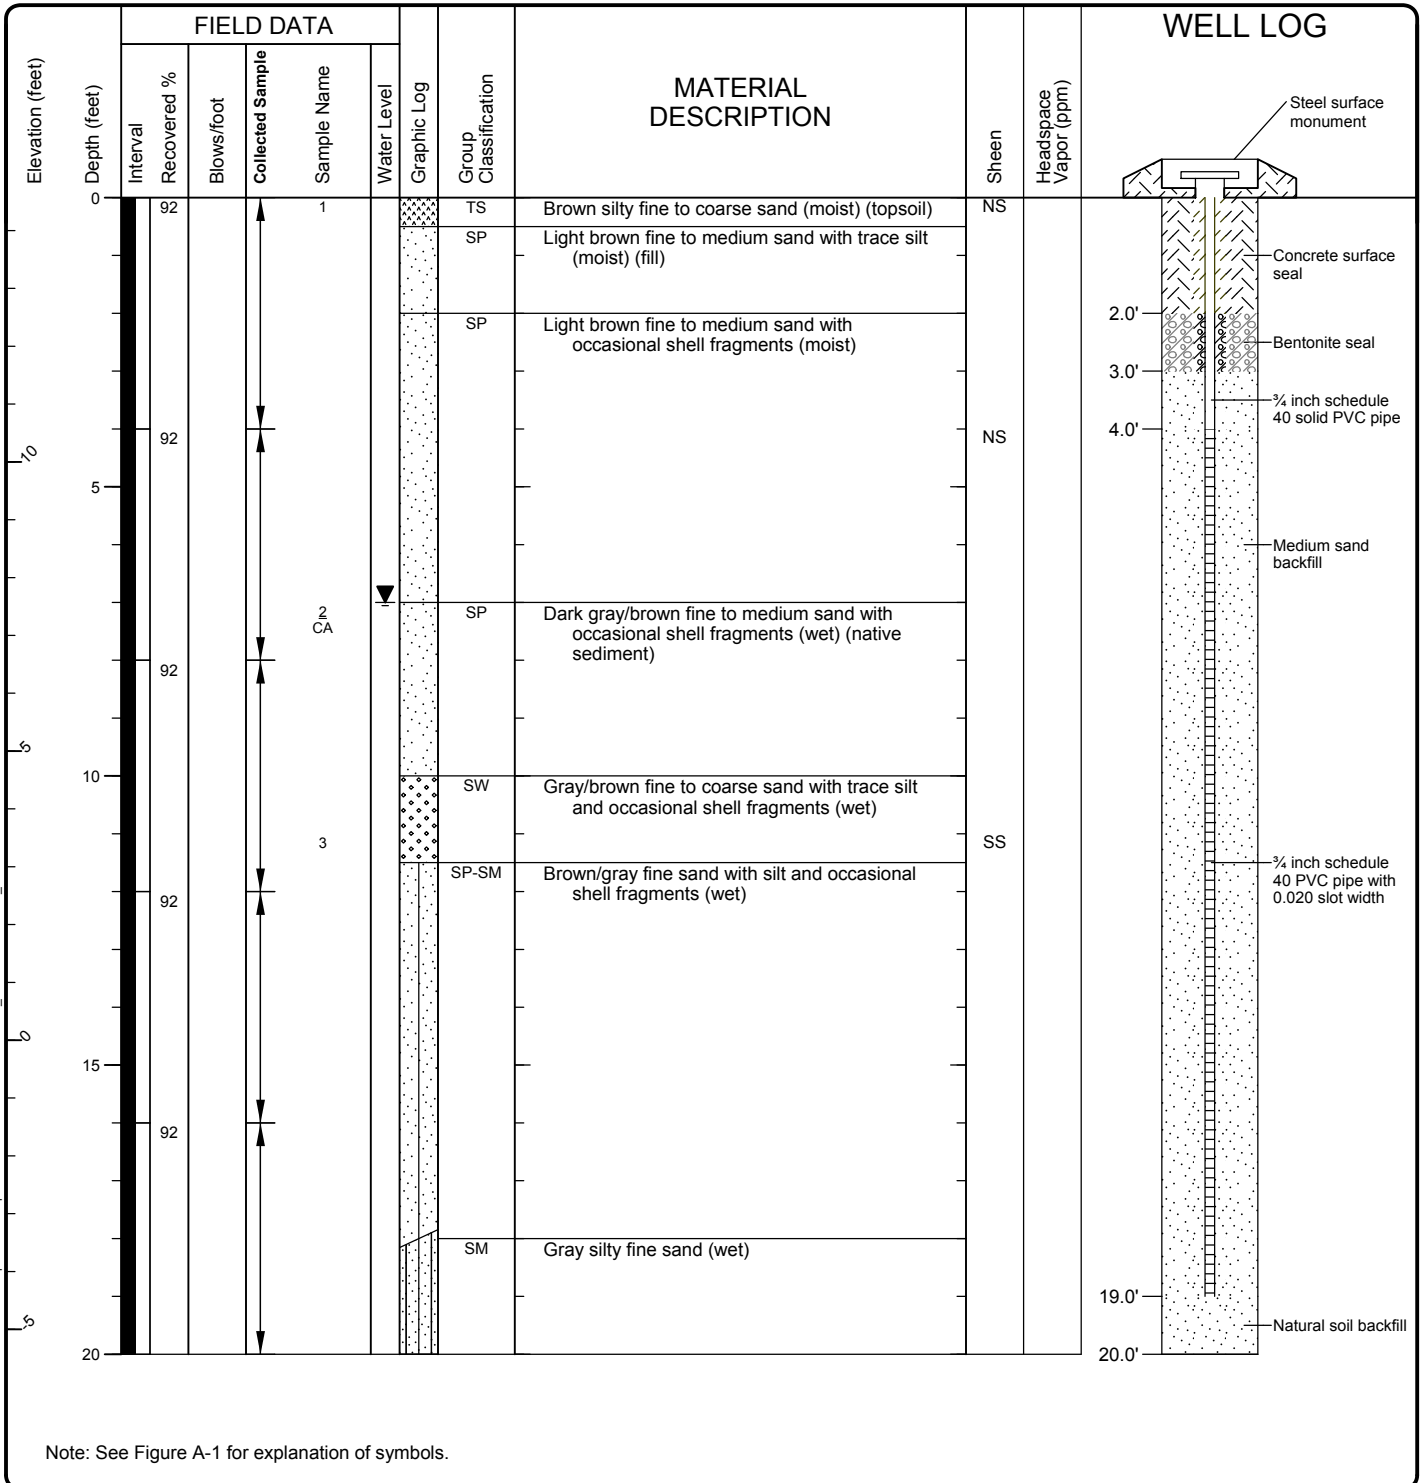 FIELD DATA
WELL LOG
Elevation (feet)
Depth (feet)
Interval
Recovered %
Blows/foot
Collected Sample
Sample Name
Water Level
Graphic Log
Group
Classification
MATERIAL
DESCRIPTION
Sheen
Headspace
Vapor (ppm)
Steel surface
monument
0
92
1
TS
Brown silty fine to coarse sand (moist) (topsoil)
NS
SP
Light brown fine to medium sand with trace silt
(moist) (fill)
Concrete surface
seal
2.0'
SP
Light brown fine to medium sand with
occasional shell fragments (moist)
Bentonite seal
3.0'
¾ inch schedule
40 solid PVC pipe
4.0'
92
NS
10
5
Medium sand
backfill
2
CA
SP
Dark gray/brown fine to medium sand with
occasional shell fragments (wet) (native
sediment)
92
5
10
SW
Gray/brown fine to coarse sand with trace silt
and occasional shell fragments (wet)
3
SS
SP-SM
Brown/gray fine sand with silt and occasional
shell fragments (wet)
¾ inch schedule
40 PVC pipe with
0.020 slot width
92
0
15
92
SM
Gray silty fine sand (wet)
19.0'
-5
Natural soil backfill
20
20.0'
Note: See Figure A-1 for explanation of symbols.